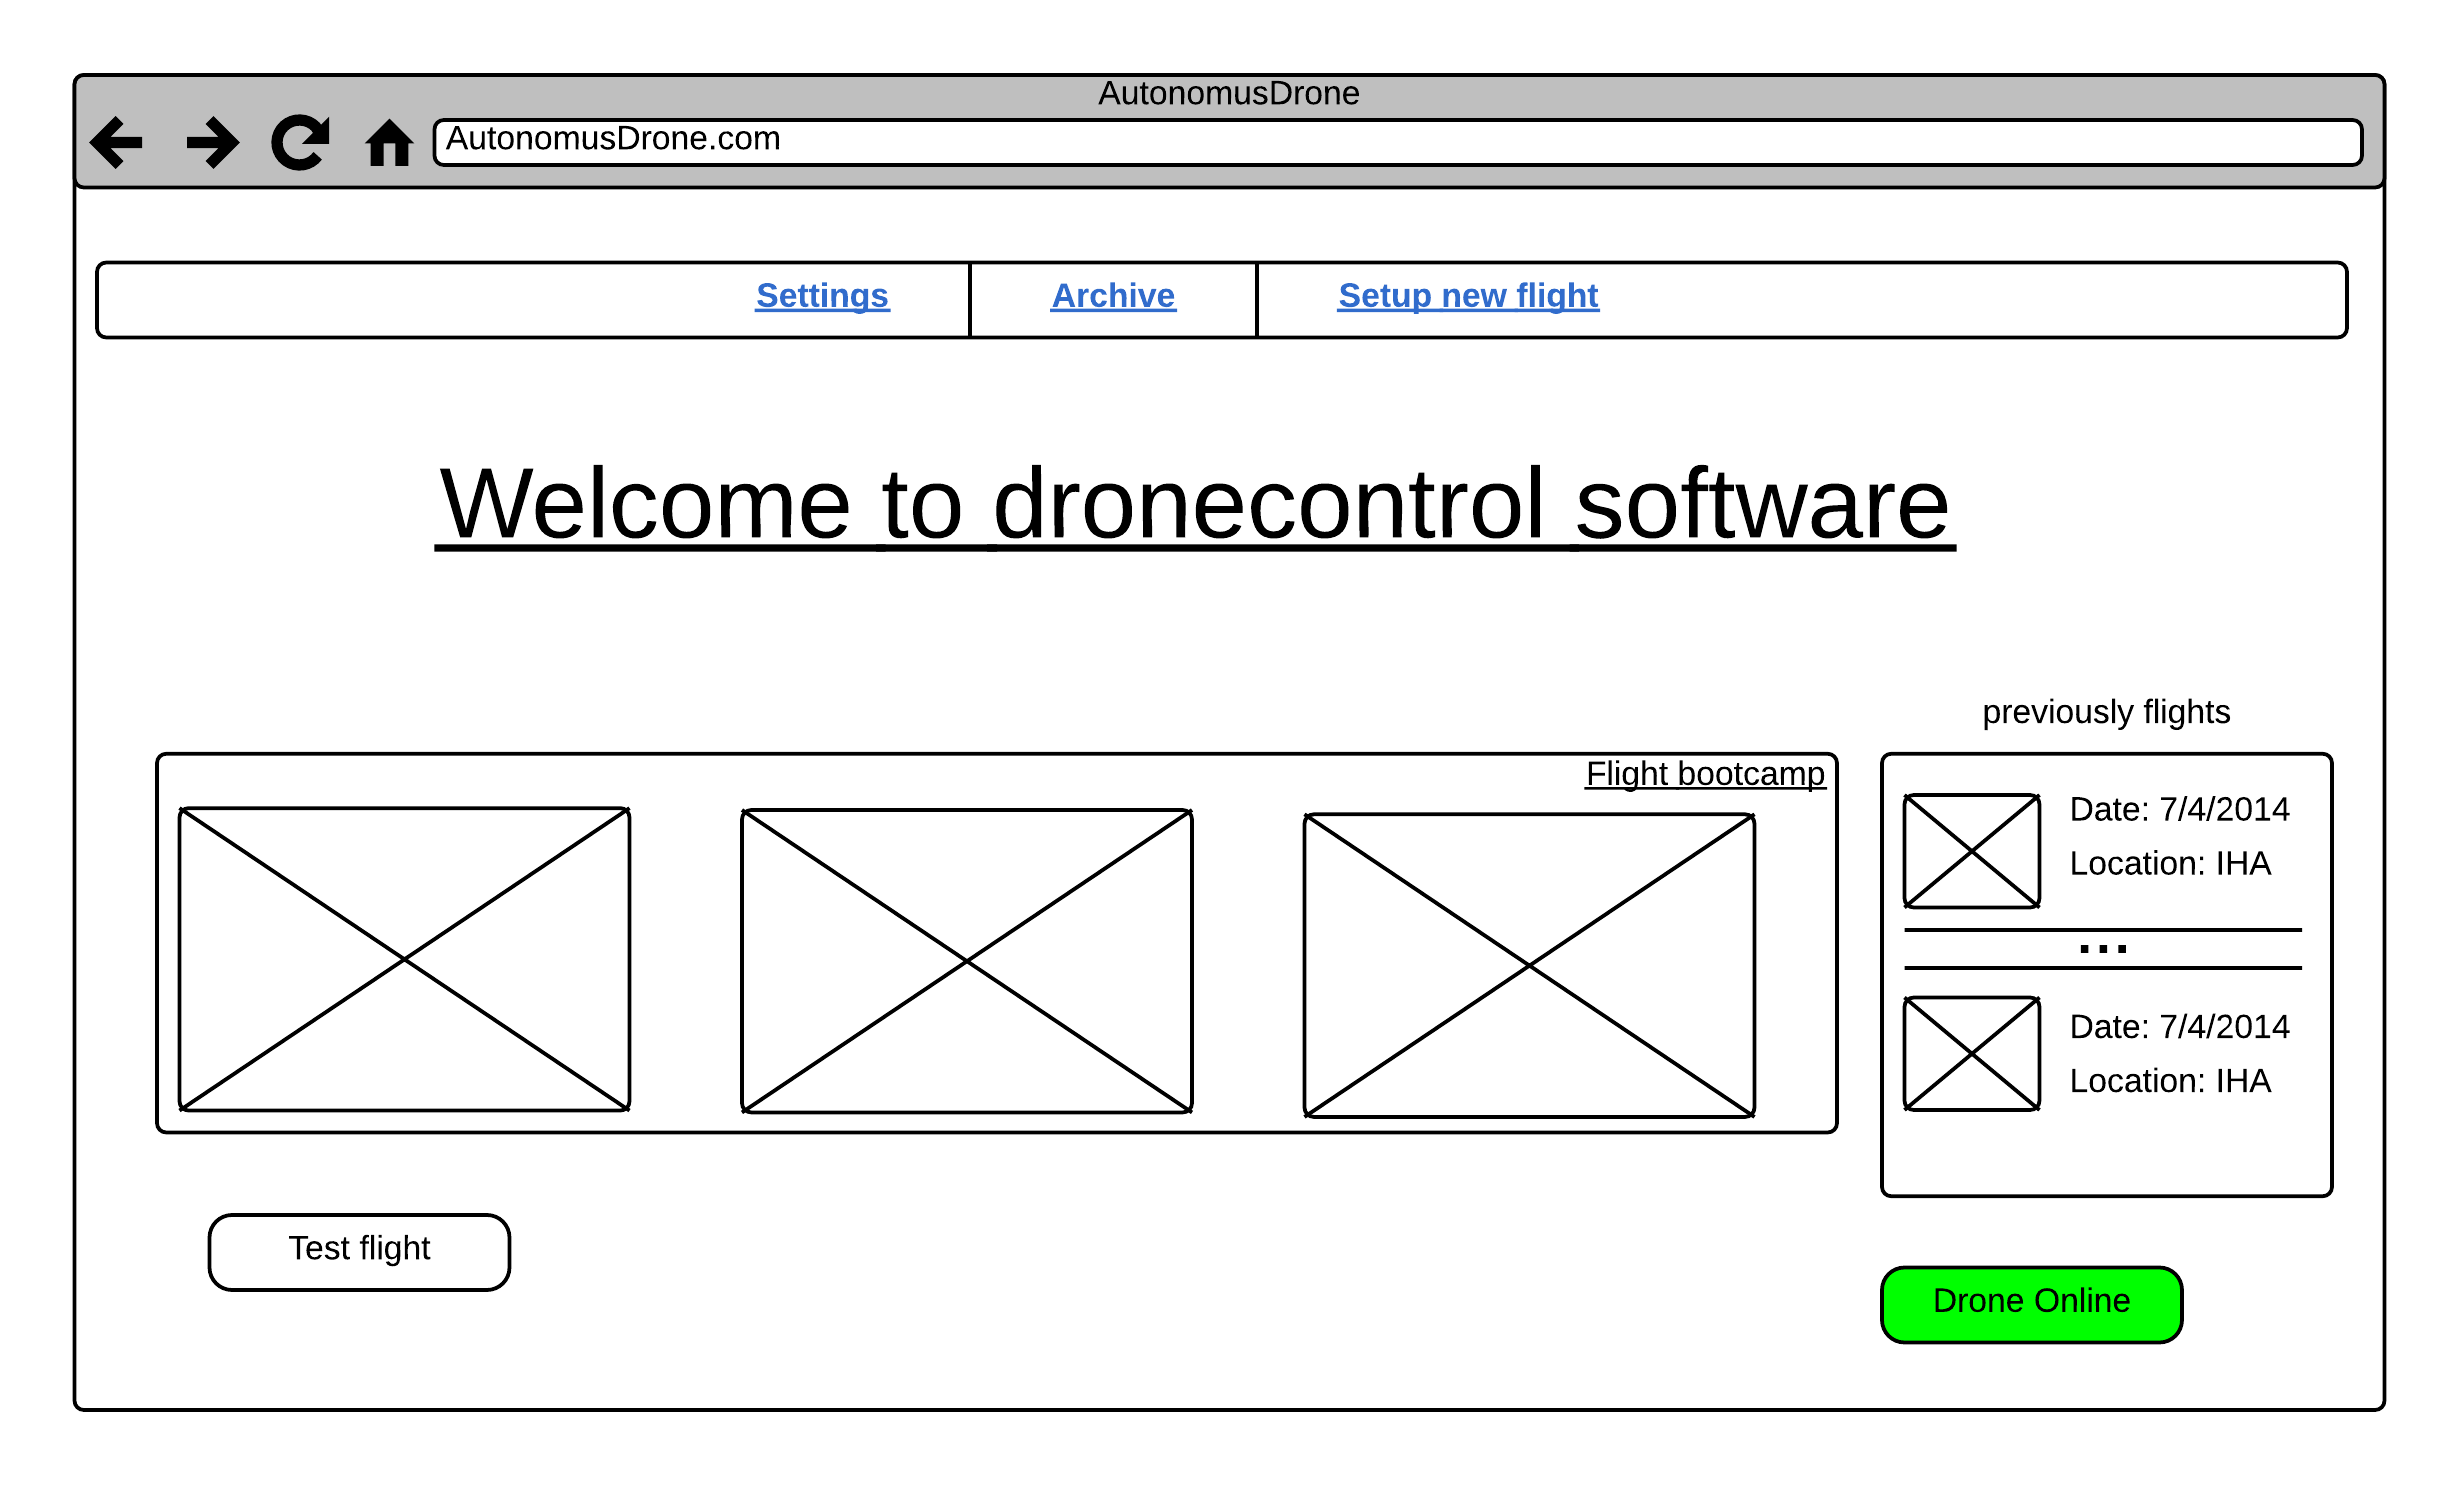 AutonomusDrone
AutonomusDrone.com
Settings
Archive
Setup new flight
Welcome to dronecontrol software
previously flights
Flight bootcamp
Date: 7/4/2014
Location: IHA
...
Date: 7/4/2014
Location: IHA
Test flight
Drone Online